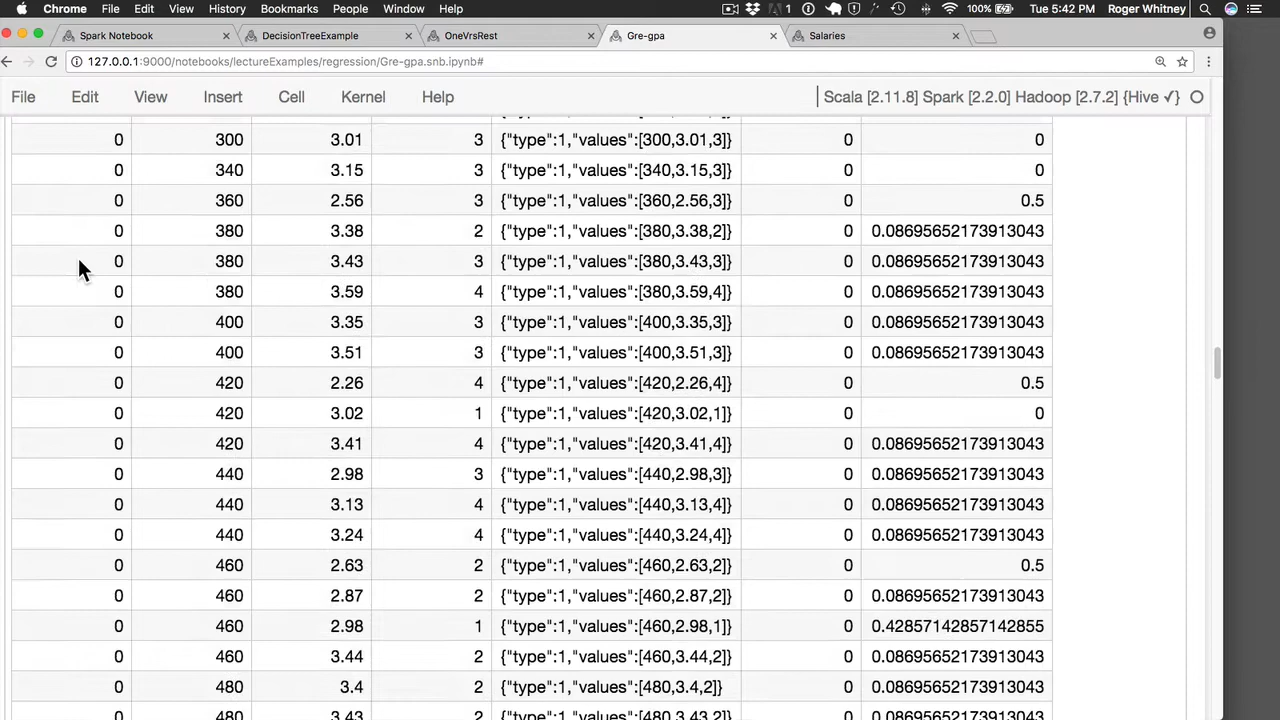 Chrome File Edit View History Bookmarks People Window Help 1 100% Tue 5:42 PM Roger Whitney
Spark Notebook DecisionTreeExample OneVrsRest Gre-gpa Salaries
127.0.0.1:9000/notebooks/lectureExamples/regression/Gre-gpa.snb.ipynb#
File Edit View Insert Cell Kernel Help Scala [2.11.8] Spark [2.2.0] Hadoop [2.7.2] {Hive ✓}
0 300 3.01 3 {"type":1,"values":[300,3.01,3]} 0 0
0 340 3.15 3 {"type":1,"values":[340,3.15,3]} 0 0
0 360 2.56 3 {"type":1,"values":[360,2.56,3]} 0 0.5
0 380 3.38 2 {"type":1,"values":[380,3.38,2]} 0 0.08695652173913043
0 380 3.43 3 {"type":1,"values":[380,3.43,3]} 0 0.08695652173913043
0 380 3.59 4 {"type":1,"values":[380,3.59,4]} 0 0.08695652173913043
0 400 3.35 3 {"type":1,"values":[400,3.35,3]} 0 0.08695652173913043
0 400 3.51 3 {"type":1,"values":[400,3.51,3]} 0 0.08695652173913043
0 420 2.26 4 {"type":1,"values":[420,2.26,4]} 0 0.5
0 420 3.02 1 {"type":1,"values":[420,3.02,1]} 0 0
0 420 3.41 4 {"type":1,"values":[420,3.41,4]} 0 0.08695652173913043
0 440 2.98 3 {"type":1,"values":[440,2.98,3]} 0 0.08695652173913043
0 440 3.13 4 {"type":1,"values":[440,3.13,4]} 0 0.08695652173913043
0 440 3.24 4 {"type":1,"values":[440,3.24,4]} 0 0.08695652173913043
0 460 2.63 2 {"type":1,"values":[460,2.63,2]} 0 0.5
0 460 2.87 2 {"type":1,"values":[460,2.87,2]} 0 0.08695652173913043
0 460 2.98 1 {"type":1,"values":[460,2.98,1]} 0 0.42857142857142855
0 460 3.44 2 {"type":1,"values":[460,3.44,2]} 0 0.08695652173913043
0 480 3.4 2 {"type":1,"values":[480,3.4,2]} 0 0.08695652173913043
0 480 3.43 2 {"type":1,"values":[480,3.43,2]} 0 0.08695652173913043